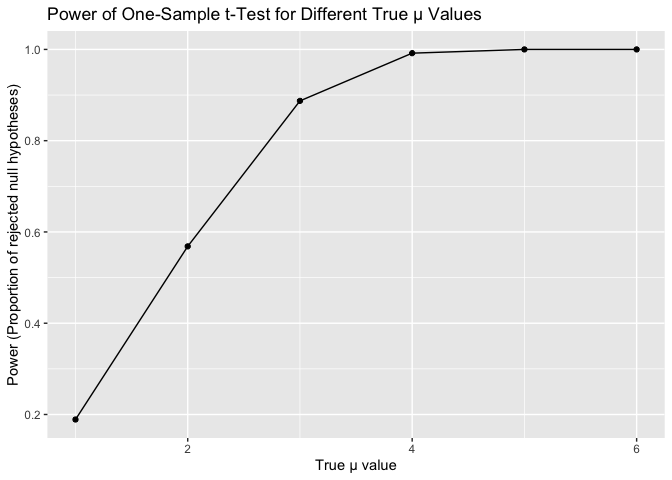 Power of One-Sample t-Test for Different True μ Values
Power (Proportion of rejected null hypotheses)
1.0
0.8
0.6
0.4
0.2
2
4
6
True μ value